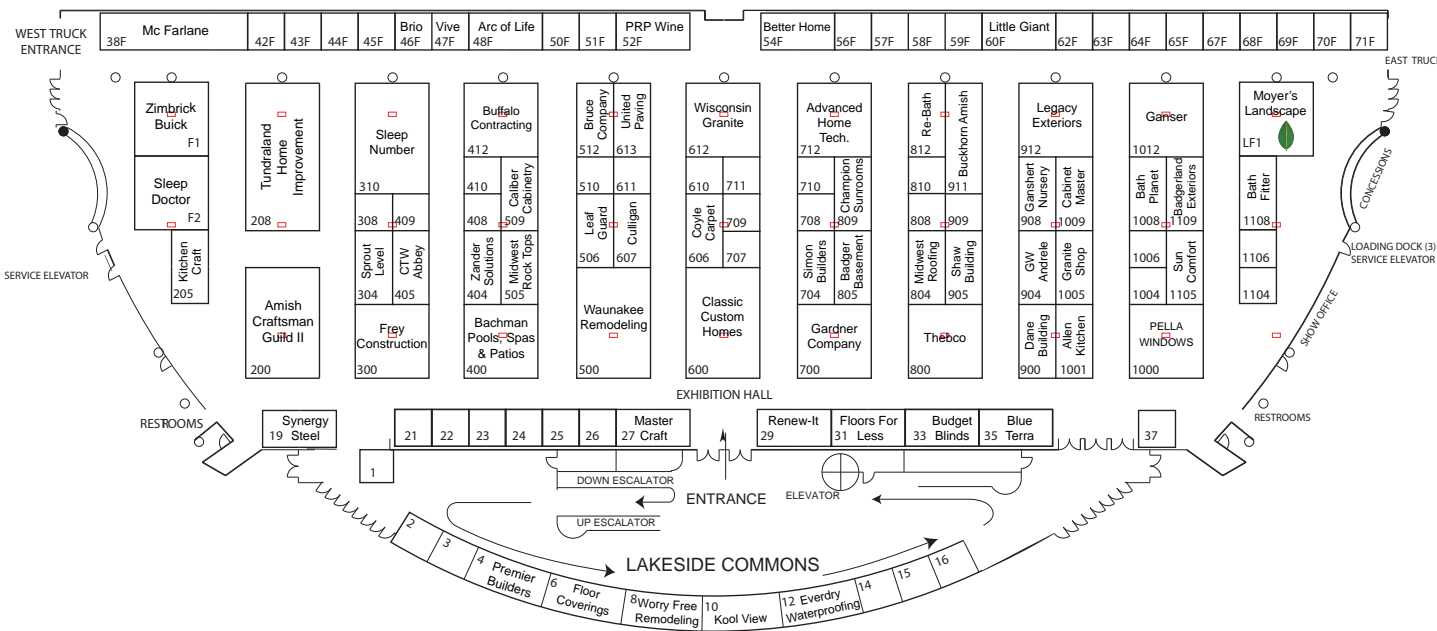 WEST TRUCK
ENTRANCE
Mc Farlane
38F
42F
43F
44F
45F
Brio
46F
Vive
47F
Arc of Life
48F
50F
51F
PRP Wine
52F
Better Home
54F
56F
57F
58F
59F
Little Giant
60F
62F
63F
64F
65F
67F
68F
69F
70F
71F
EAST TRUC
Zimbrick
Buick
F1
Sleep
Doctor
F2
Kitchen
Craft
205
Tundraland
Home
Improvement
208
Amish
Craftsman
Guild II
200
Sleep
Number
310
308
409
Sprout
Level
304
CTW
Abbey
405
Frey
Construction
300
Buffalo
Contracting
412
410
408
Caliber
Cabinetry
509
Zander
Solutions
404
Midwest
Rock Tops
505
Bachman
Pools, Spas
& Patios
400
Bruce
Company
512
United
Paving
613
510
611
Leaf
Guard
506
Culligan
607
Waunakee
Remodeling
500
Wisconsin
Granite
612
610
711
Coyle
Carpet
606
709
707
Classic
Custom
Homes
600
Advanced
Home
Tech.
712
710
708
Champion
Sunrooms
809
Simon
Builders
704
Badger
Basement
805
Gardner
Company
700
Re-Bath
812
Buckhorn Amish
911
810
808
909
Midwest
Roofing
804
Shaw
Building
905
Thebco
800
Legacy
Exteriors
912
Ganshert
Nursery
908
Cabinet
Master
1009
GW
Andrele
904
Granite
Shop
1005
Dane
Building
900
Allen
Kitchen
1001
Ganser
1012
Bath
Planet
1008
Badgerland
Exteriors
1109
1006
1004
Sun
Comfort
1105
PELLA
WINDOWS
1000
Moyer's
Landscape
LF1
Bath
Fitter
1108
1106
1104
CONCESSIONS
LOADING DOCK (3)
SERVICE ELEVATOR
SHOW OFFICE
SERVICE ELEVATOR
EXHIBITION HALL
RESTROOMS
RESTROOMS
Synergy
19 Steel
21
22
23
24
25
26
Master
27 Craft
Renew-It
29
Floors For
31 Less
Budget
33 Blinds
Blue
35 Terra
37
1
DOWN ESCALATOR
ENTRANCE
ELEVATOR
UP ESCALATOR
LAKESIDE COMMONS
2
3
4
Premier
Builders
6
Floor
Coverings
8 Worry Free
Remodeling
10
Kool View
12 Everdry
Waterproofing
14
15
16